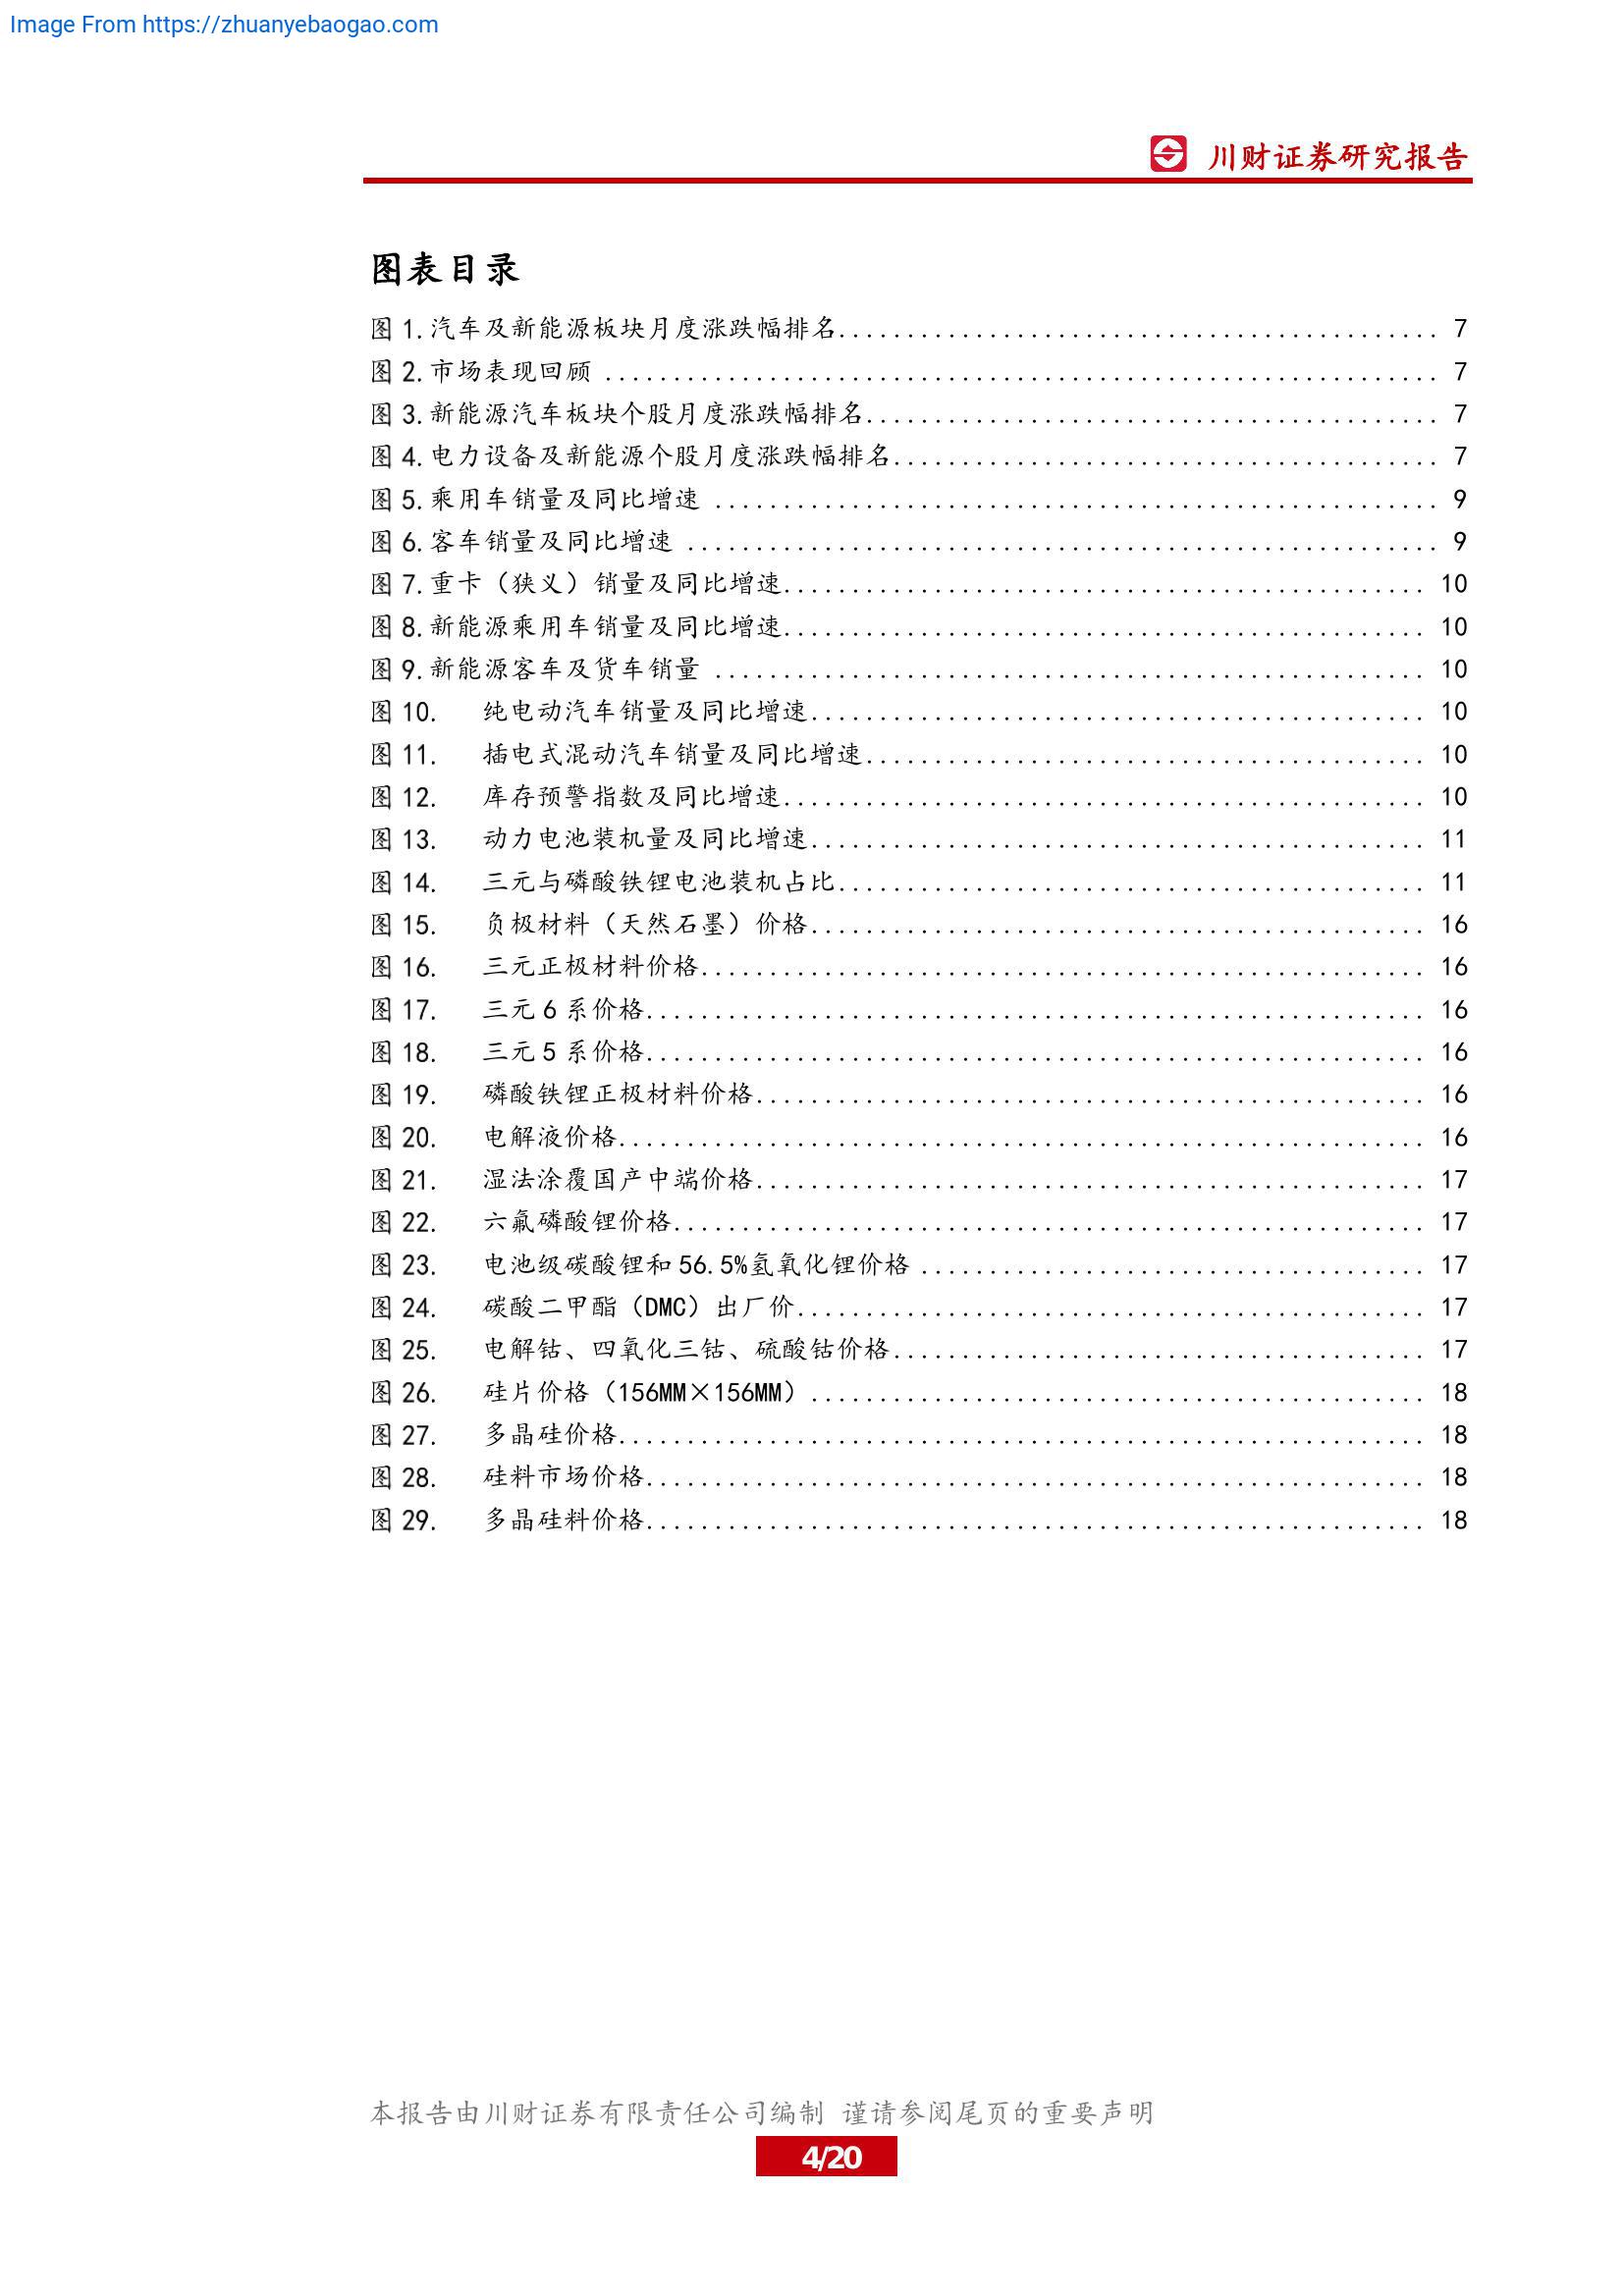 Image From https://zhuanyebaogao.com
川财证券研究报告
图表目录
图 1.汽车及新能源板块月度涨跌幅排名............................................ 7
图 2.市场表现回顾 ............................................................. 7
图 3.新能源汽车板块个股月度涨跌幅排名.......................................... 7
图 4.电力设备及新能源个股月度涨跌幅排名........................................ 7
图 5.乘用车销量及同比增速 ..................................................... 9
图 6.客车销量及同比增速 ....................................................... 9
图 7.重卡（狭义）销量及同比增速............................................... 10
图 8.新能源乘用车销量及同比增速............................................... 10
图 9.新能源客车及货车销量 .................................................... 10
图 10. 纯电动汽车销量及同比增速............................................. 10
图 11. 插电式混动汽车销量及同比增速......................................... 10
图 12. 库存预警指数及同比增速............................................... 10
图 13. 动力电池装机量及同比增速............................................. 11
图 14. 三元与磷酸铁锂电池装机占比........................................... 11
图 15. 负极材料（天然石墨）价格............................................. 16
图 16. 三元正极材料价格..................................................... 16
图 17. 三元 6 系价格......................................................... 16
图 18. 三元 5 系价格......................................................... 16
图 19. 磷酸铁锂正极材料价格................................................. 16
图 20. 电解液价格........................................................... 16
图 21. 湿法涂覆国产中端价格................................................. 17
图 22. 六氟磷酸锂价格....................................................... 17
图 23. 电池级碳酸锂和 56.5%氢氧化锂价格 ..................................... 17
图 24. 碳酸二甲酯（DMC）出厂价.............................................. 17
图 25. 电解钴、四氧化三钴、硫酸钴价格....................................... 17
图 26. 硅片价格（156MM×156MM）............................................. 18
图 27. 多晶硅价格........................................................... 18
图 28. 硅料市场价格......................................................... 18
图 29. 多晶硅料价格......................................................... 18
本报告由川财证券有限责任公司编制 谨请参阅尾页的重要声明
4/20